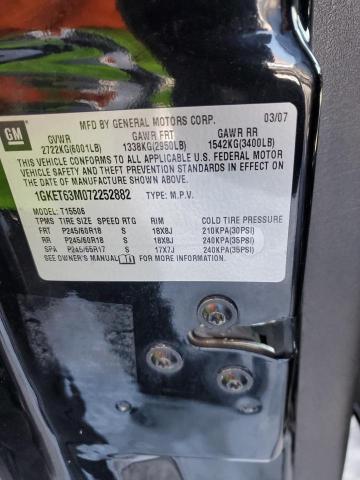 GM
MFD BY GENERAL MOTORS CORP. 03/07
GVWR GAWR FRT GAWR RR
2722KG(6001LB) 1338KG(2950LB) 1542KG(3400LB)
THIS VEHICLE CONFORMS TO ALL APPLICABLE U.S. FEDERAL MOTOR
VEHICLE SAFETY AND THEFT PREVENTION STANDARDS IN EFFECT
ON THE DATE OF MANUFACTURE SHOWN ABOVE.
1GKET63M072252882 TYPE: M.P.V.
MODEL: T15506
TPMS TIRE SIZE SPEED RTG RIM COLD TIRE PRESSURE
FRT P245/60R18 S 18X8J 210KPA(30PSI)
RR P245/60R18 S 18X8J 240KPA(35PSI)
SPA P245/65R17 S 17X7J 240KPA(35PSI)
SEE OWNER'S MANUAL FOR MORE INFORMATION.